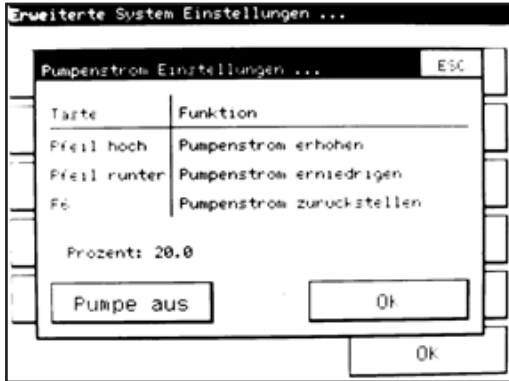 Erweiterte System Einstellungen ...
Pumpenstrom Einstellungen ... ESC
Taste Funktion
Pfeil hoch Pumpenstrom erhohen
Pfeil runter Pumpenstrom erniedrigen
F6 Pumpenstrom zuruckstellen
Prozent: 20.0
Pumpe aus OK
OK